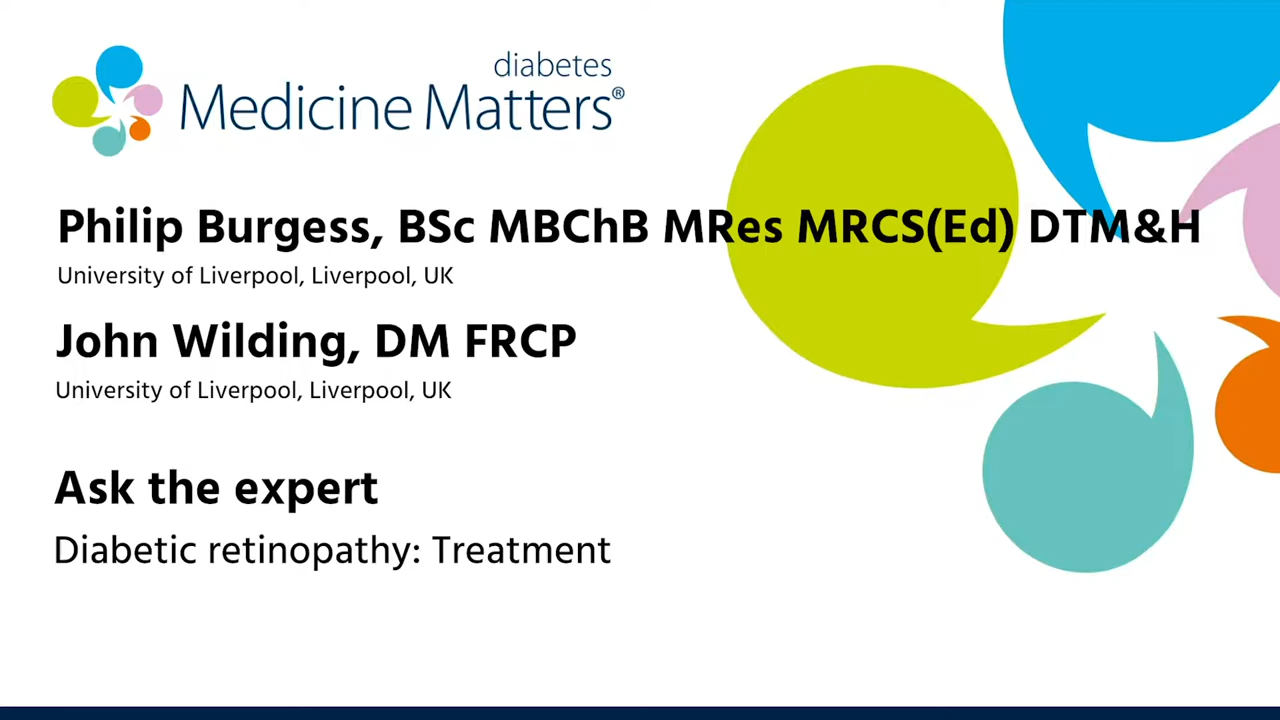 diabetes
Medicine Matters®
Philip Burgess, BSc MBChB MRes MRCS(Ed) DTM&H
University of Liverpool, Liverpool, UK
John Wilding, DM FRCP
University of Liverpool, Liverpool, UK
Ask the expert
Diabetic retinopathy: Treatment